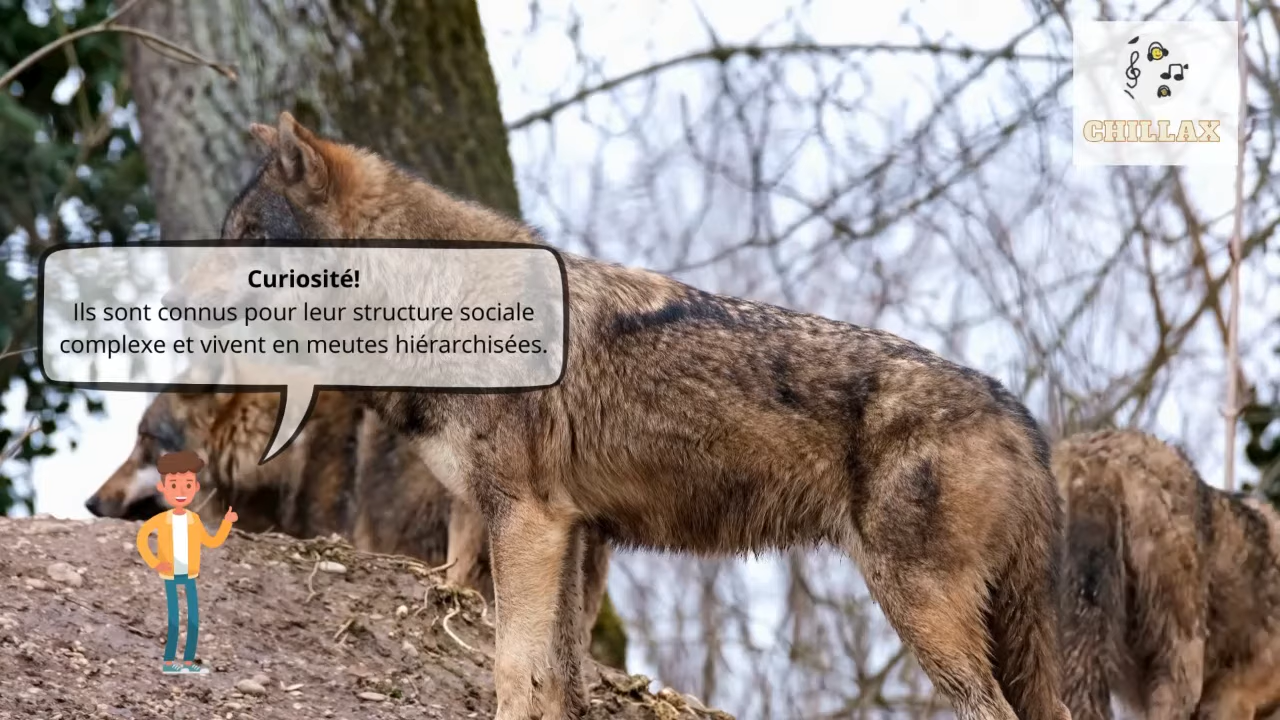 CHILLAX
Curiosité!
Ils sont connus pour leur structure sociale
complexe et vivent en meutes hiérarchisées.